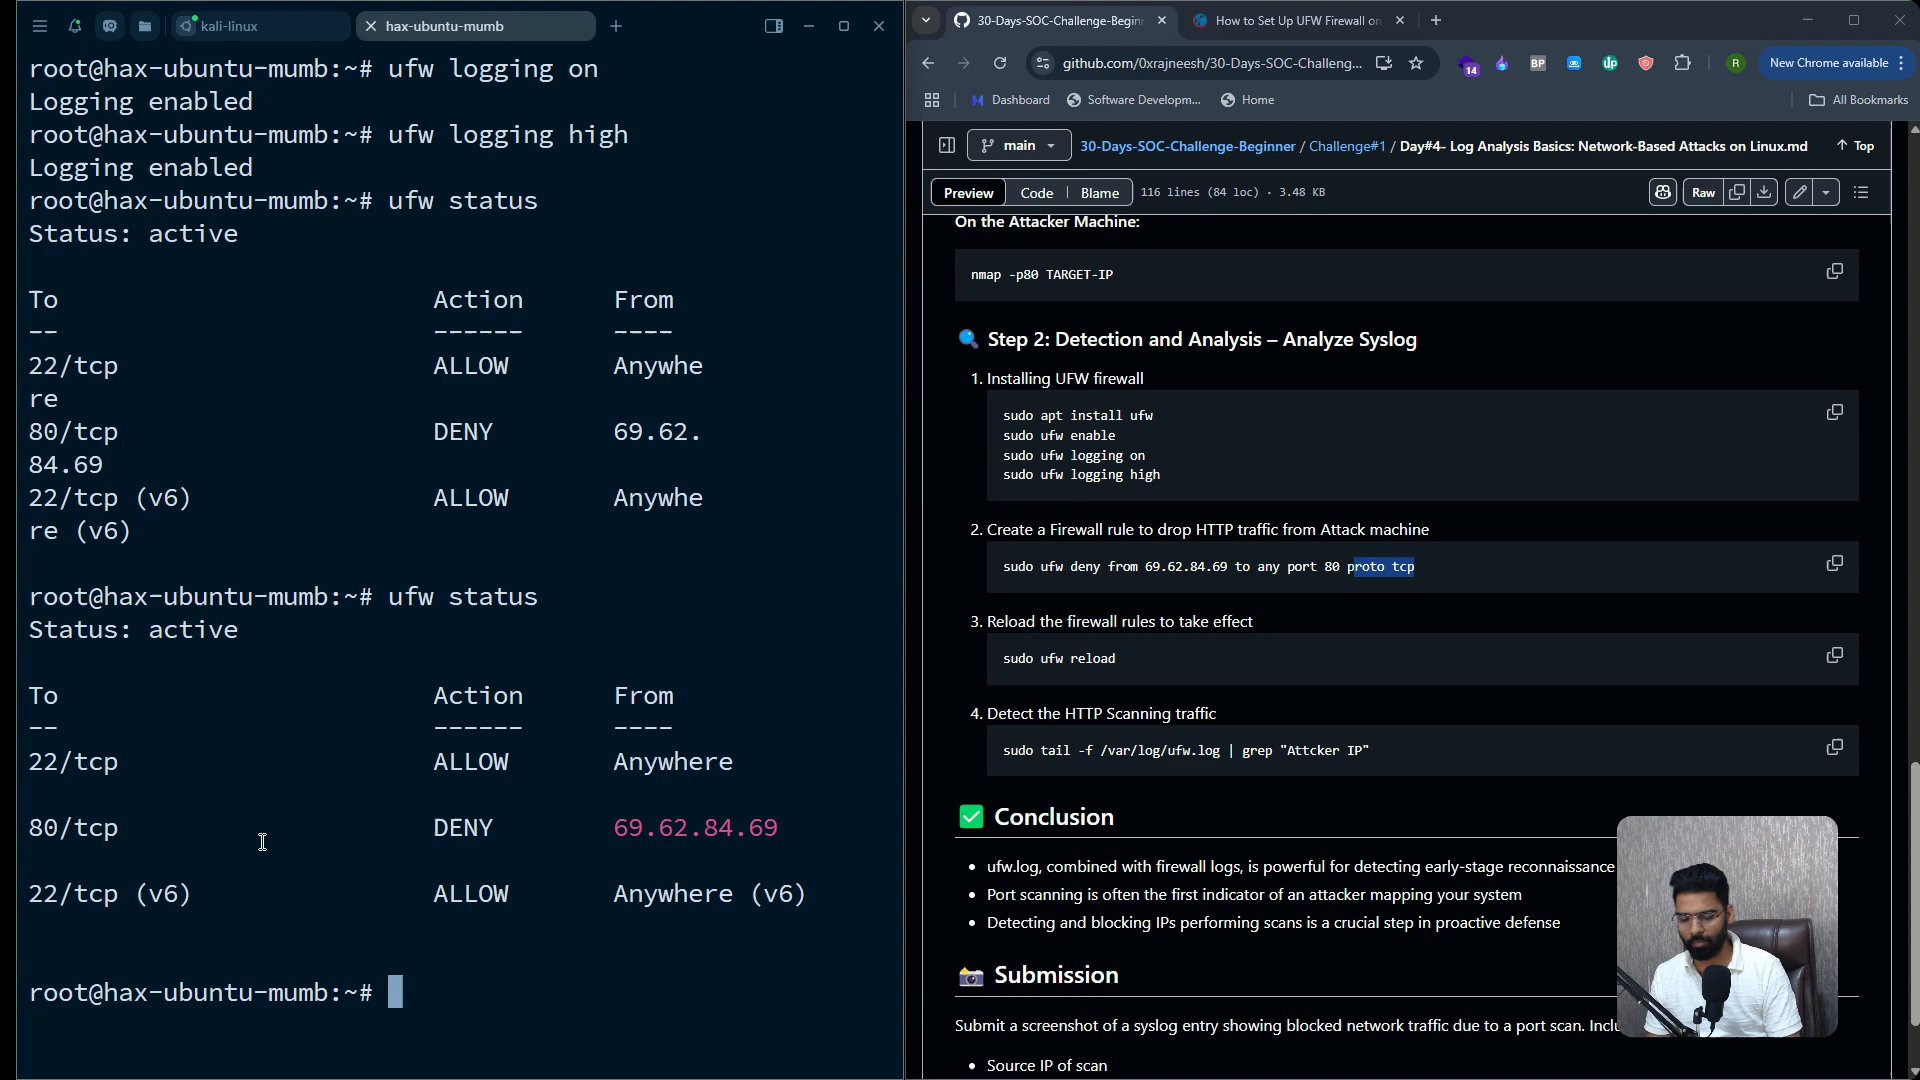 kali-linux
hax-ubuntu-mumb
root@hax-ubuntu-mumb:~# ufw logging on
Logging enabled
root@hax-ubuntu-mumb:~# ufw logging high
Logging enabled
root@hax-ubuntu-mumb:~# ufw status
Status: active
To Action From
-- ------ ----
22/tcp ALLOW Anywhe
re
80/tcp DENY 69.62.
84.69
22/tcp (v6) ALLOW Anywhe
re (v6)
root@hax-ubuntu-mumb:~# ufw status
Status: active
To Action From
-- ------ ----
22/tcp ALLOW Anywhere
80/tcp DENY 69.62.84.69
22/tcp (v6) ALLOW Anywhere (v6)
root@hax-ubuntu-mumb:~#
30-Days-SOC-Challenge-Begin
How to Set Up UFW Firewall on
github.com/0xrajneesh/30-Days-SOC-Challeng...
14
BP
up
R
New Chrome available
Dashboard
Software Developm...
Home
All Bookmarks
main
30-Days-SOC-Challenge-Beginner / Challenge#1 / Day#4- Log Analysis Basics: Network-Based Attacks on Linux.md
Top
Preview
Code
Blame
116 lines (84 loc) · 3.48 KB
Raw
On the Attacker Machine:
nmap -p80 TARGET-IP
Step 2: Detection and Analysis – Analyze Syslog
1. Installing UFW firewall
sudo apt install ufw
sudo ufw enable
sudo ufw logging on
sudo ufw logging high
2. Create a Firewall rule to drop HTTP traffic from Attack machine
sudo ufw deny from 69.62.84.69 to any port 80 proto tcp
3. Reload the firewall rules to take effect
sudo ufw reload
4. Detect the HTTP Scanning traffic
sudo tail -f /var/log/ufw.log | grep "Attcker IP"
Conclusion
• ufw.log, combined with firewall logs, is powerful for detecting early-stage reconnaissance
• Port scanning is often the first indicator of an attacker mapping your system
• Detecting and blocking IPs performing scans is a crucial step in proactive defense
Submission
Submit a screenshot of a syslog entry showing blocked network traffic due to a port scan. Inclu
• Source IP of scan